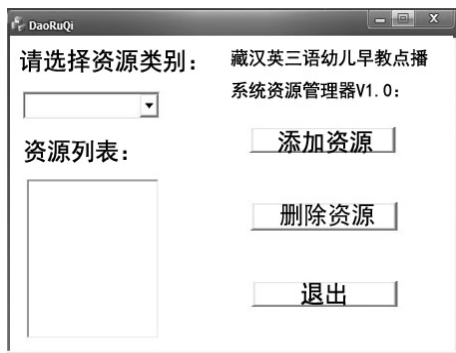 DaoRuQi
请选择资源类别：
藏汉英三语幼儿早教点播
系统资源管理器V1.0：
资源列表：
添加资源
删除资源
退出